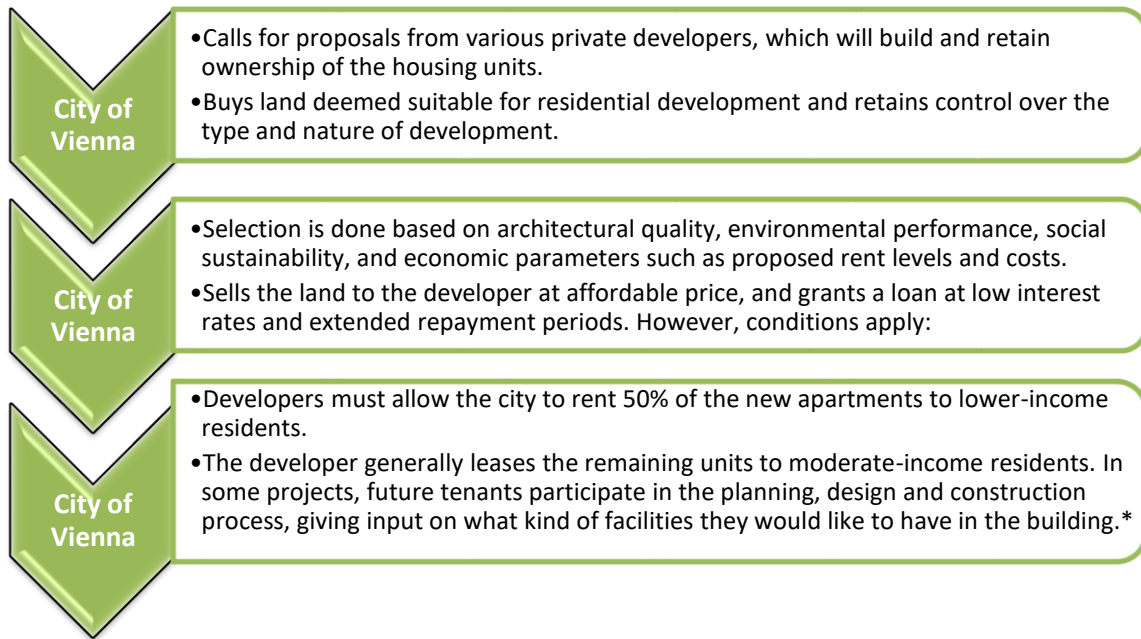 City of
Vienna
•Calls for proposals from various private developers, which will build and retain
ownership of the housing units.
•Buys land deemed suitable for residential development and retains control over the
type and nature of development.
City of
Vienna
•Selection is done based on architectural quality, environmental performance, social
sustainability, and economic parameters such as proposed rent levels and costs.
•Sells the land to the developer at affordable price, and grants a loan at low interest
rates and extended repayment periods. However, conditions apply:
City of
Vienna
•Developers must allow the city to rent 50% of the new apartments to lower-income
residents.
•The developer generally leases the remaining units to moderate-income residents. In
some projects, future tenants participate in the planning, design and construction
process, giving input on what kind of facilities they would like to have in the building.*